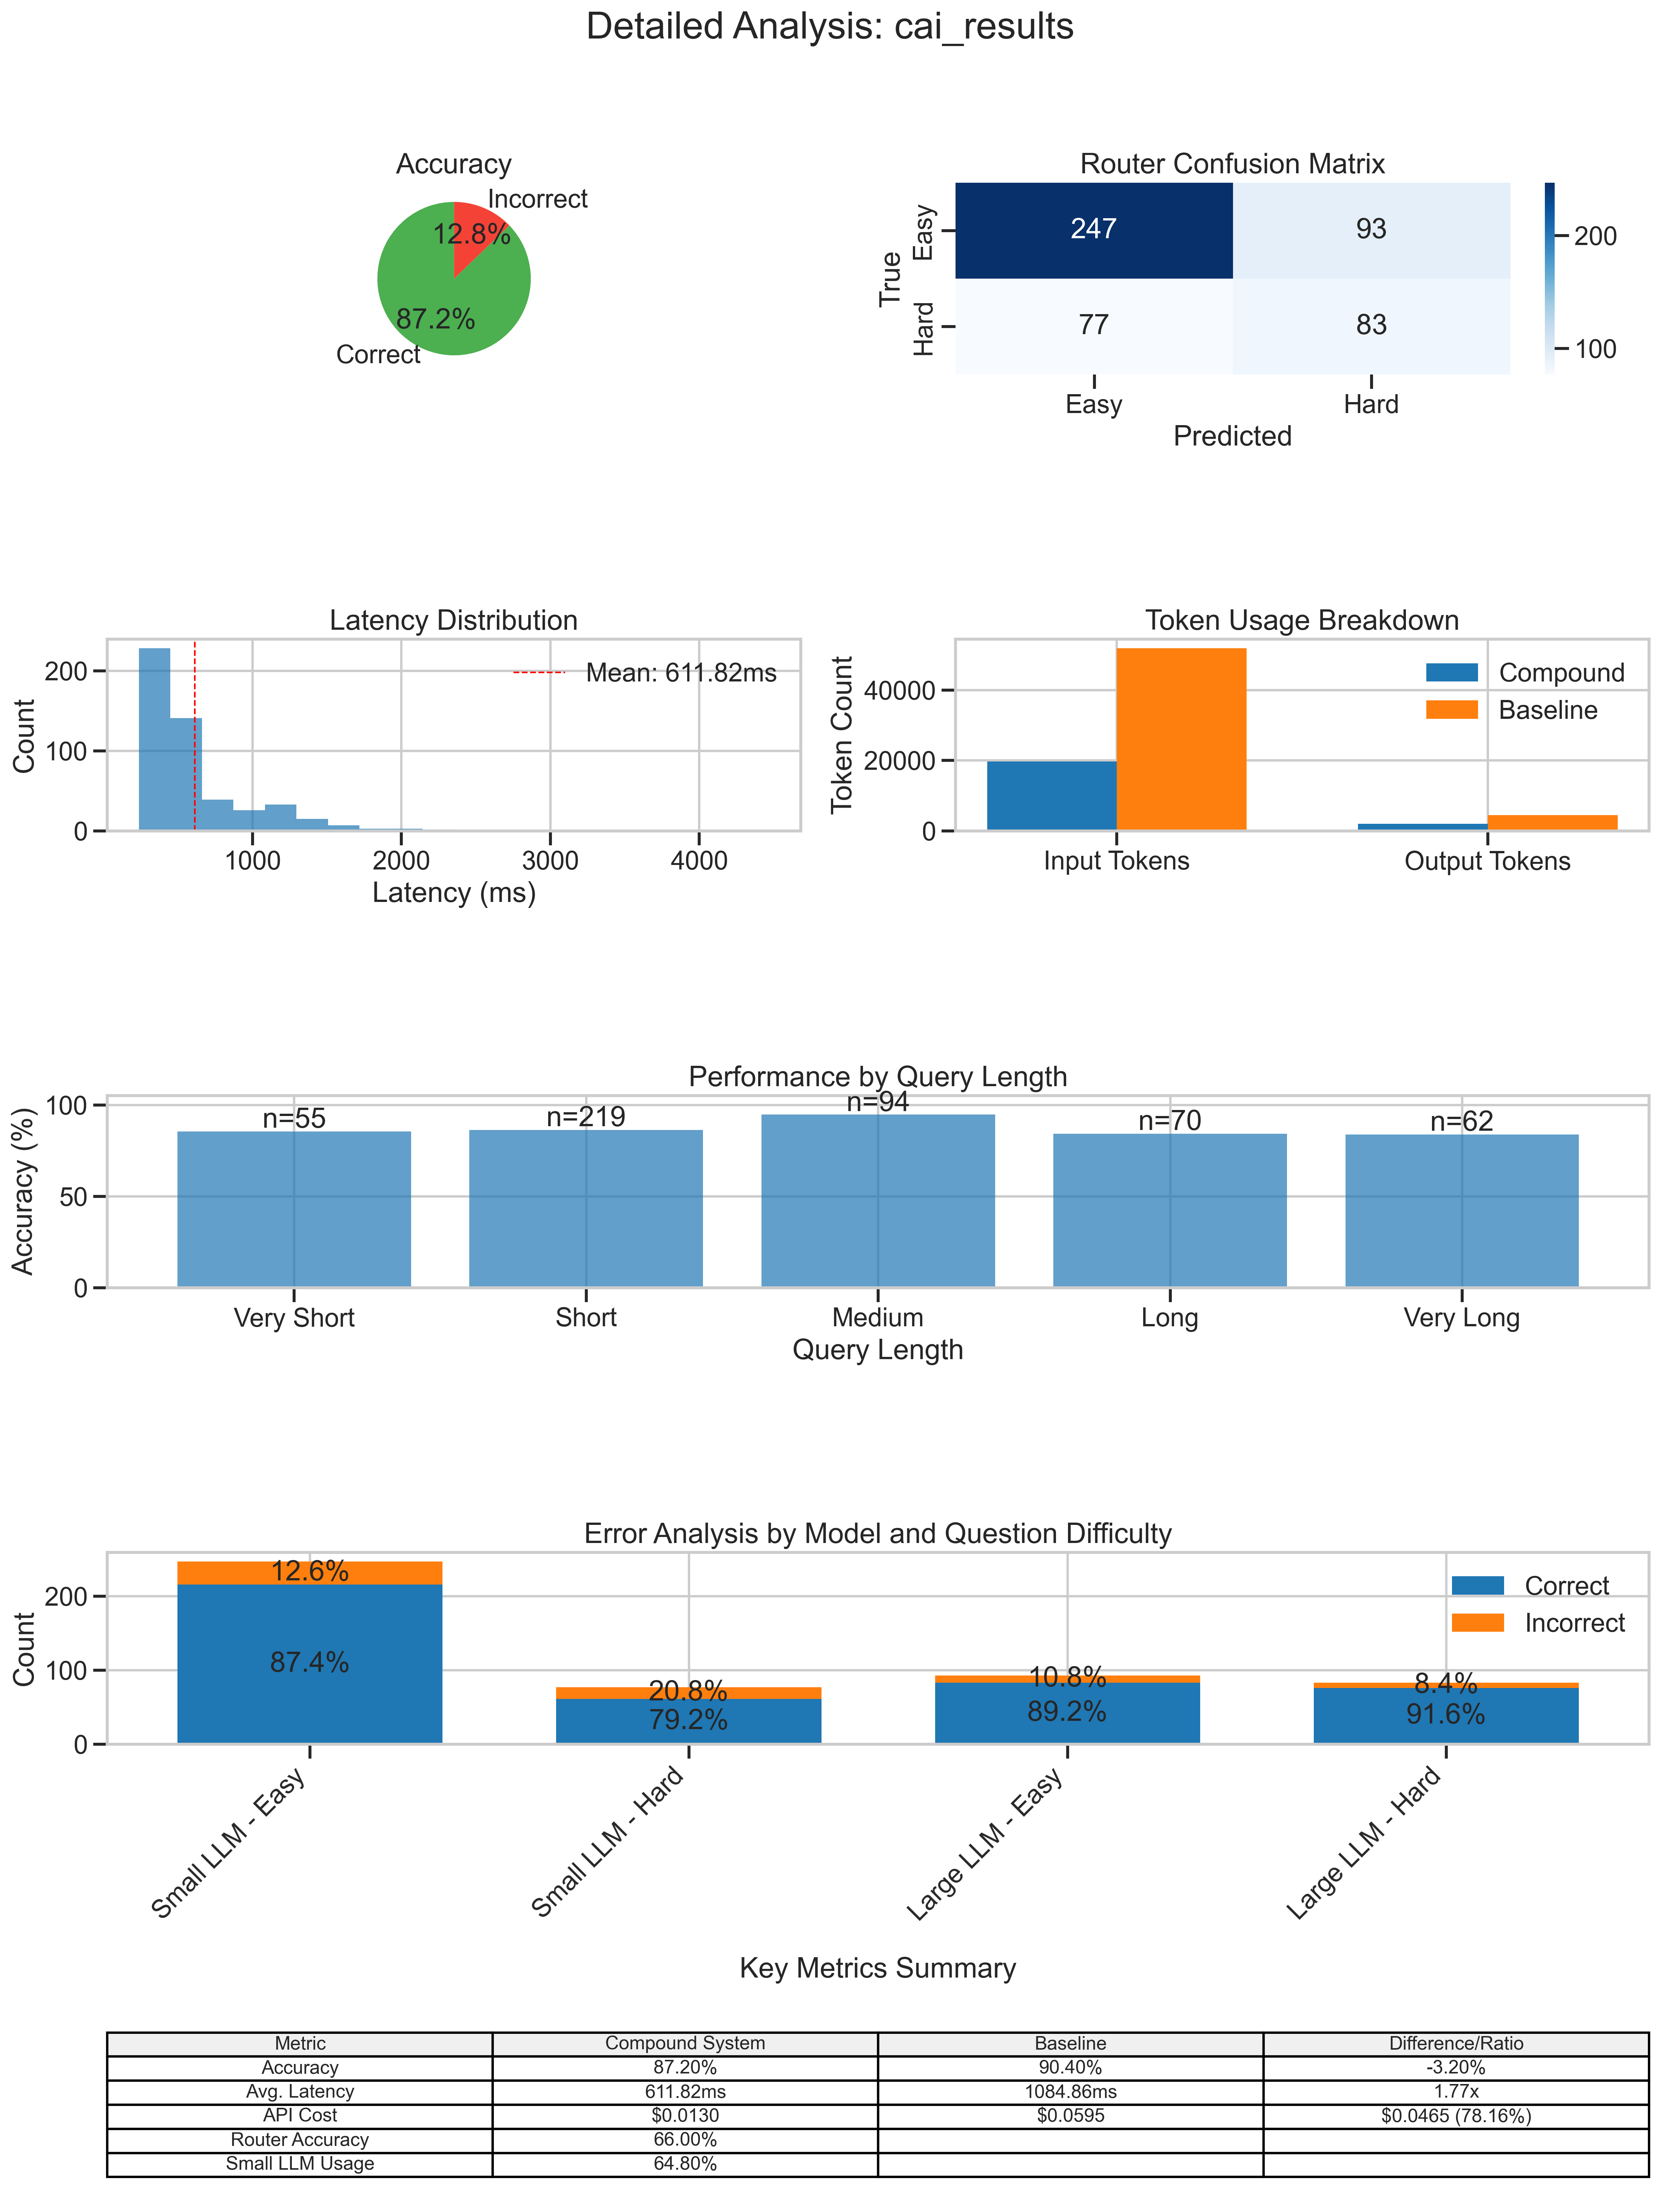 Detailed Analysis: cai_results
Accuracy
Incorrect
12.8%
87.2%
Correct
Router Confusion Matrix
True
Easy
Hard
247
93
77
83
Easy
Hard
Predicted
200
100
Latency Distribution
Count
200
100
0
Mean: 611.82ms
1000
2000
3000
4000
Latency (ms)
Token Usage Breakdown
Token Count
40000
20000
0
Compound
Baseline
Input Tokens
Output Tokens
Performance by Query Length
Accuracy (%)
100
50
0
n=55
n=219
n=94
n=70
n=62
Very Short
Short
Medium
Long
Very Long
Query Length
Error Analysis by Model and Question Difficulty
Count
200
100
0
12.6%
87.4%
20.8%
79.2%
10.8%
89.2%
8.4%
91.6%
Correct
Incorrect
Small LLM - Easy
Small LLM - Hard
Large LLM - Easy
Large LLM - Hard
Key Metrics Summary
Metric Compound System Baseline Difference/Ratio
Accuracy 87.20% 90.40% -3.20%
Avg. Latency 611.82ms 1084.86ms 1.77x
API Cost $0.0130 $0.0595 $0.0465 (78.16%)
Router Accuracy 66.00%
Small LLM Usage 64.80%